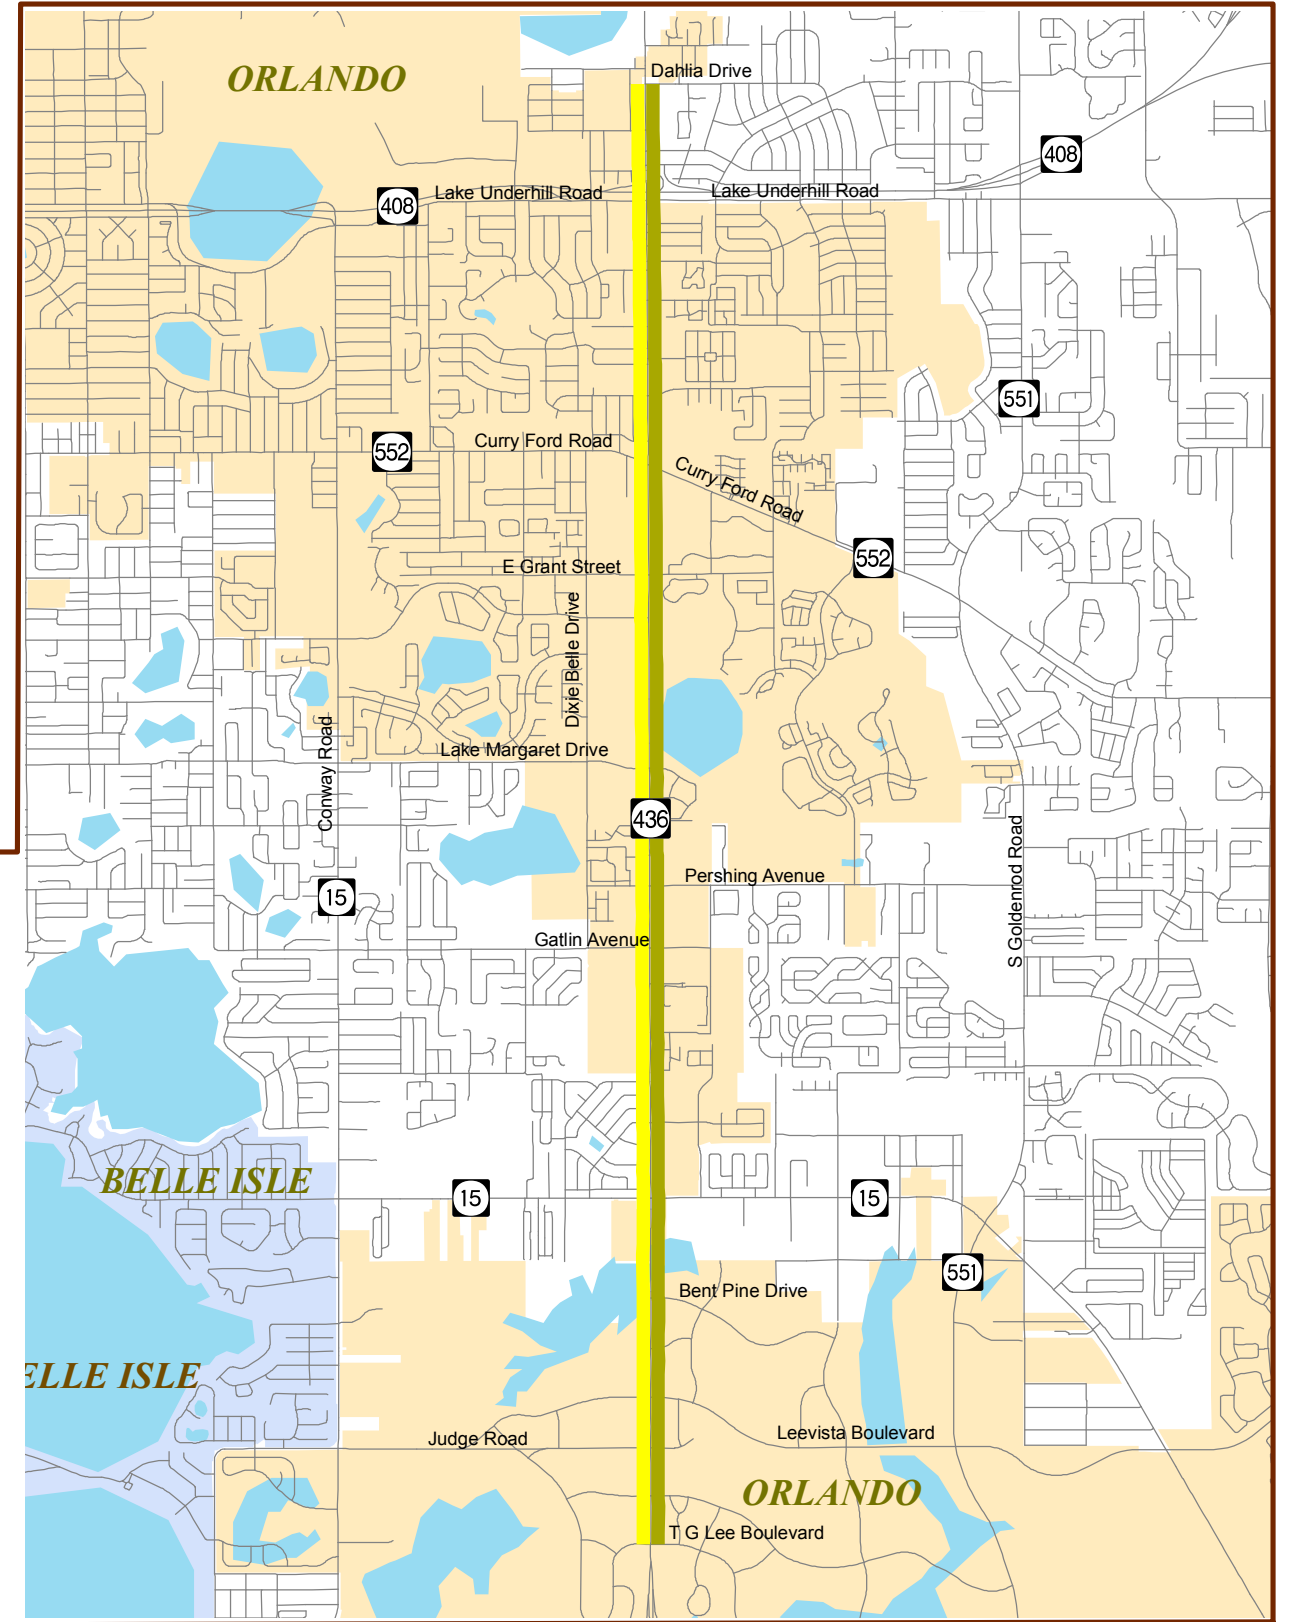 Dahlia Drive
ORLANDO
408
Lake Underhill Road
Lake Underhill Road
408
551
Curry Ford Road
552
Curry Ford Road
552
E Grant Street
Dixie Belle Drive
Conway Road
Lake Margaret Drive
436
S Goldenrod Road
Pershing Avenue
15
Gatlin Avenue
BELLE ISLE
15
15
551
Bent Pine Drive
ELLE ISLE
Judge Road
Leevista Boulevard
ORLANDO
T G Lee Boulevard